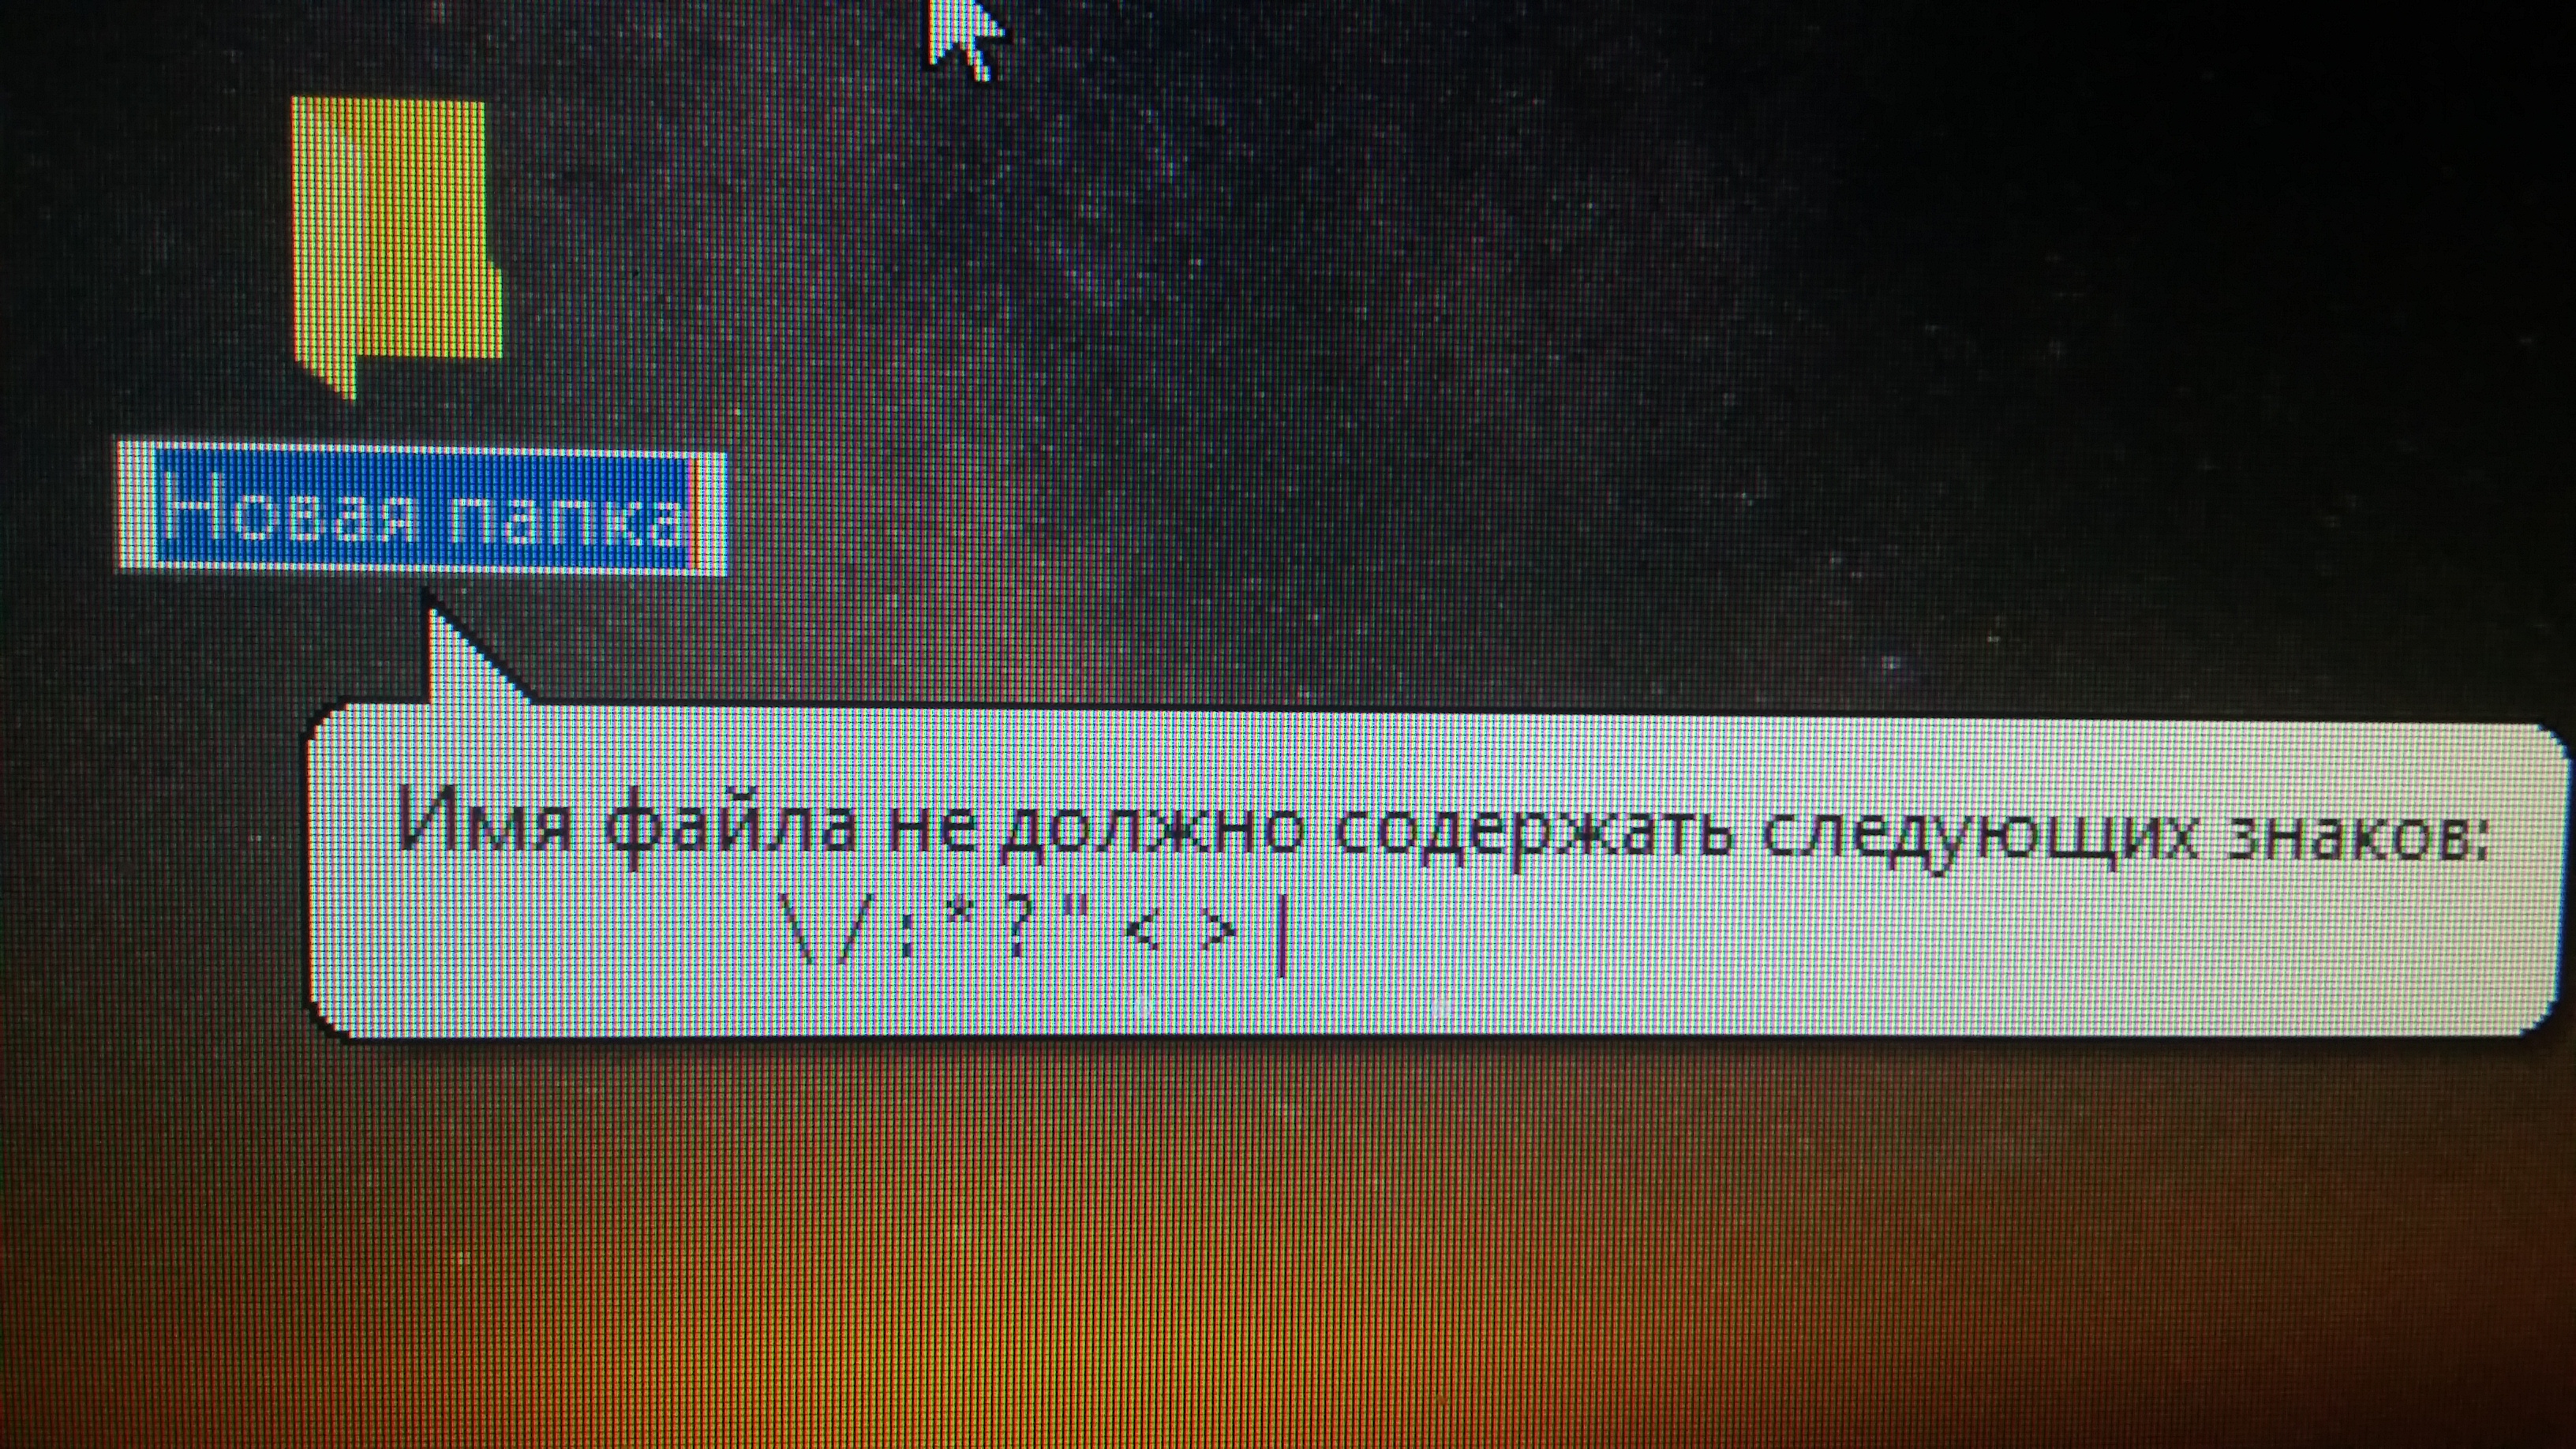 Новая папка
Имя файла не должно содержать следующих знаков:
\ / : * ? " < > |